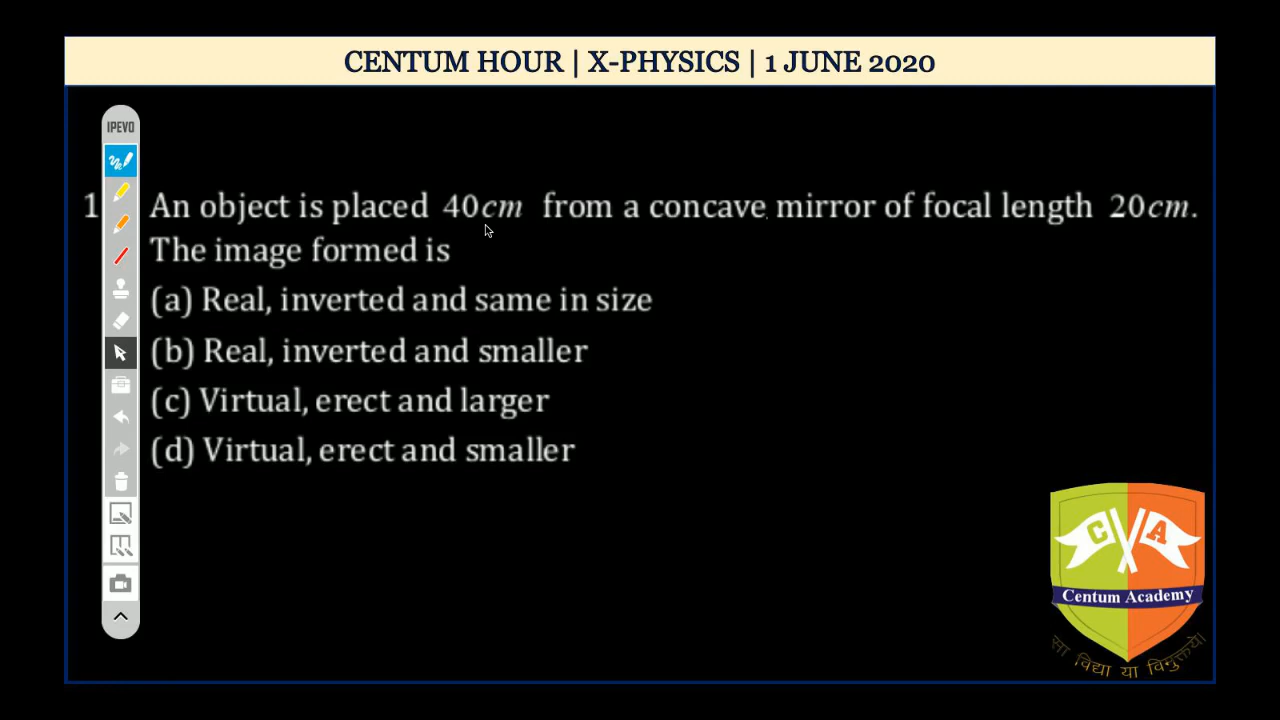 CENTUM HOUR | X-PHYSICS | 1 JUNE 2020
IPEVO
1 An object is placed 40cm from a concave mirror of focal length 20cm.
The image formed is
(a) Real, inverted and same in size
(b) Real, inverted and smaller
(c) Virtual, erect and larger
(d) Virtual, erect and smaller
C A
Centum Academy
सा विद्या या विमुक्तये।